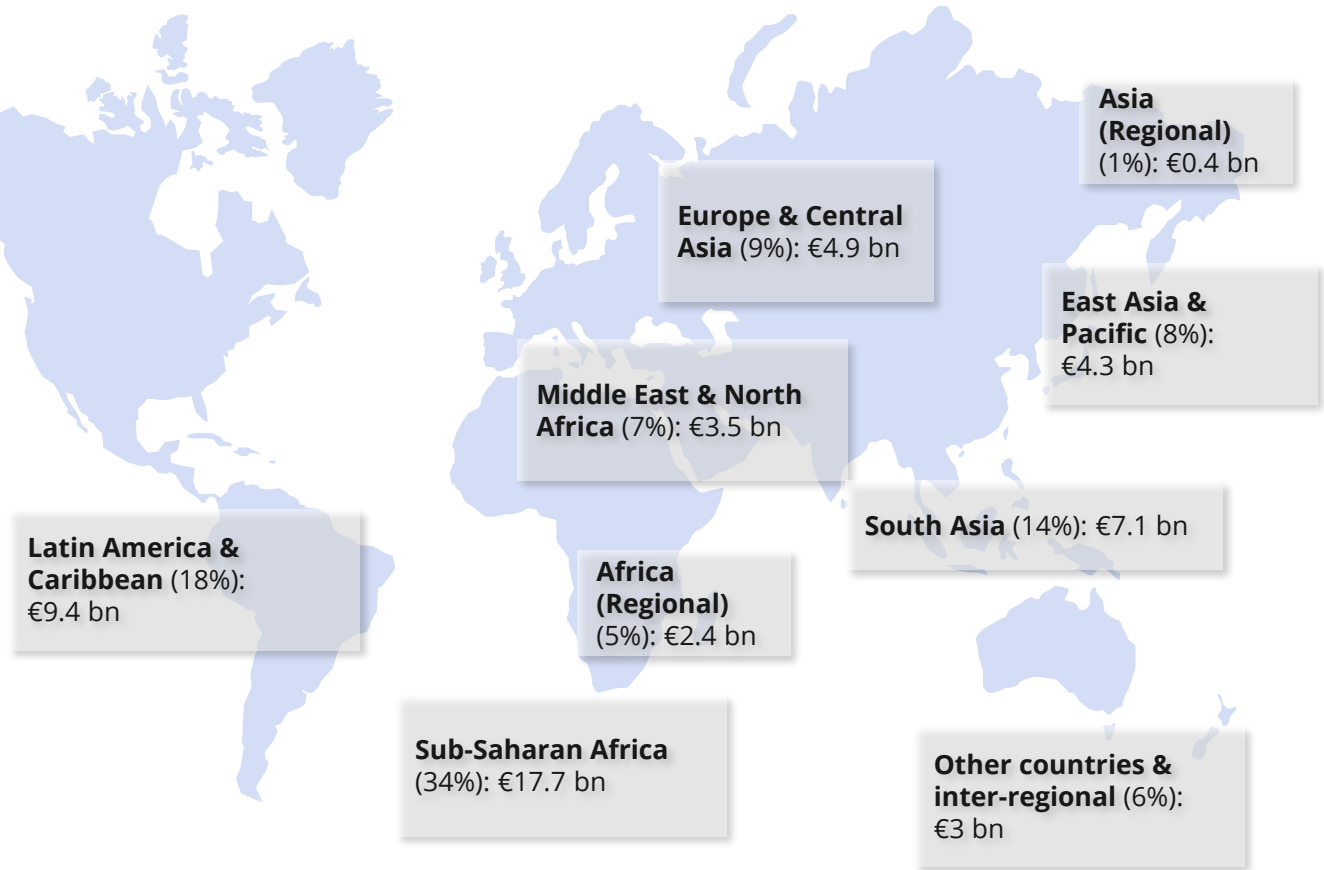 Asia
(Regional)
(1%): €0.4 bn
Europe & Central
Asia (9%): €4.9 bn
East Asia &
Pacific (8%):
€4.3 bn
Middle East & North
Africa (7%): €3.5 bn
South Asia (14%): €7.1 bn
Latin America &
Caribbean (18%):
€9.4 bn
Africa
(Regional)
(5%): €2.4 bn
Sub-Saharan Africa
(34%): €17.7 bn
Other countries &
inter-regional (6%):
€3 bn